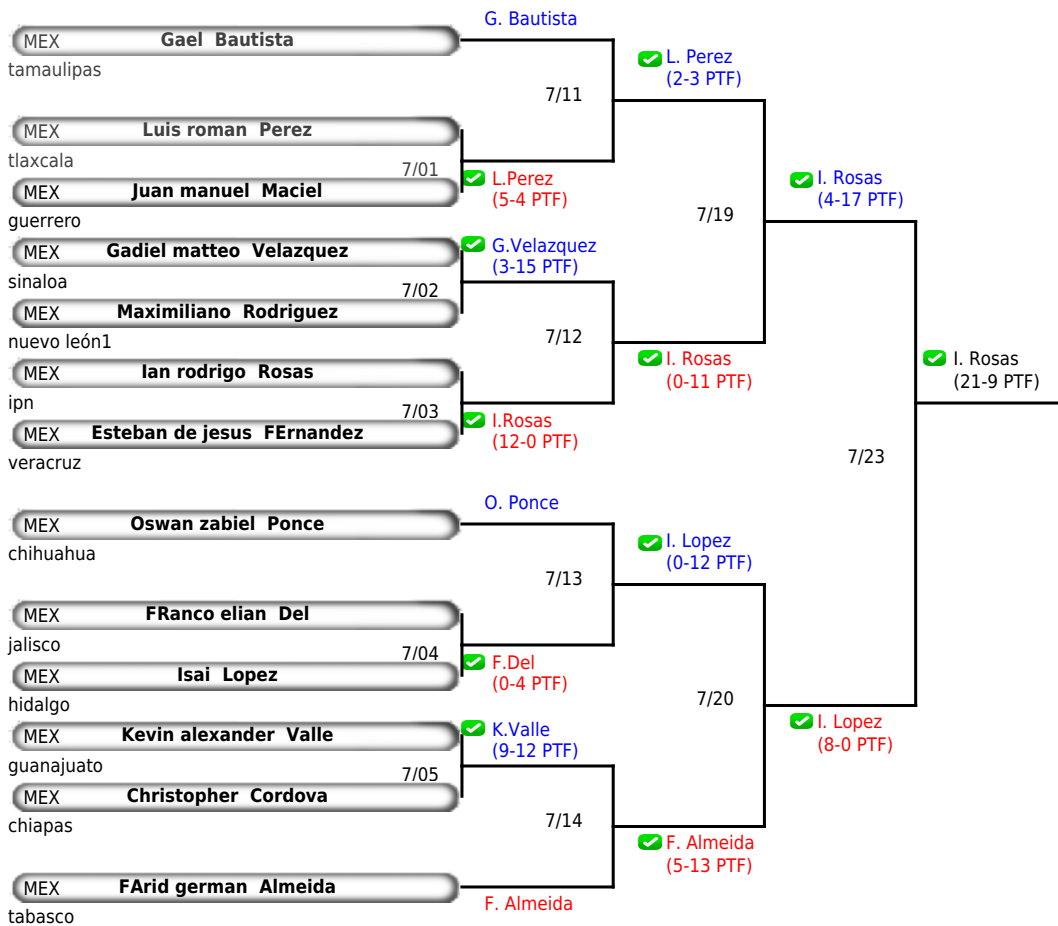 G. Bautista
MEX Gael Bautista
tamaulipas
L. Perez
(2-3 PTF)
7/11
MEX Luis roman Perez
tlaxcala
7/01
MEX Juan manuel Maciel
guerrero
L.Perez
(5-4 PTF)
I. Rosas
(4-17 PTF)
7/19
MEX Gadiel matteo Velazquez
sinaloa
G.Velazquez
(3-15 PTF)
7/02
MEX Maximiliano Rodriguez
nuevo león1
7/12
MEX Ian rodrigo Rosas
ipn
I. Rosas
(0-11 PTF)
I. Rosas
(21-9 PTF)
7/03
MEX Esteban de jesus FErnandez
veracruz
I.Rosas
(12-0 PTF)
7/23
O. Ponce
MEX Oswan zabiel Ponce
chihuahua
I. Lopez
(0-12 PTF)
7/13
MEX FRanco elian Del
jalisco
7/04
MEX Isai Lopez
hidalgo
F.Del
(0-4 PTF)
7/20
MEX Kevin alexander Valle
guanajuato
K.Valle
(9-12 PTF)
I. Lopez
(8-0 PTF)
7/05
MEX Christopher Cordova
chiapas
7/14
F. Almeida
(5-13 PTF)
MEX FArid german Almeida
tabasco
F. Almeida